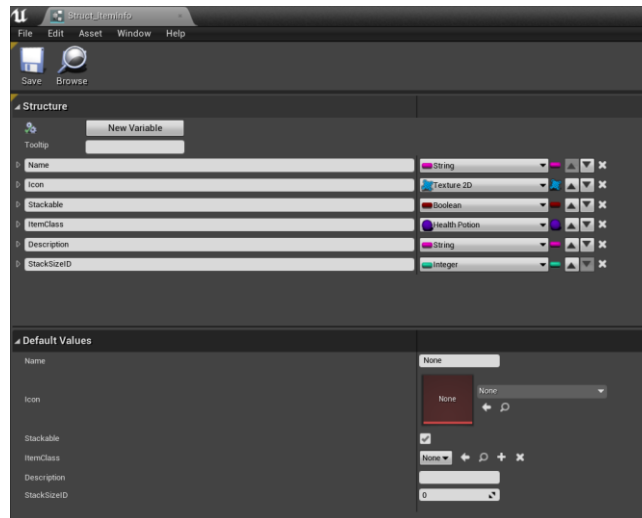 Struct_ItemInfo
File Edit Asset Window Help
Save Browse
Structure
New Variable
Tooltip
Name String
Icon Texture 2D
Stackable Boolean
ItemClass Health Potion
Description String
StackSizeID Integer
Default Values
Name None
Icon None None
Stackable
ItemClass None
Description
StackSizeID 0